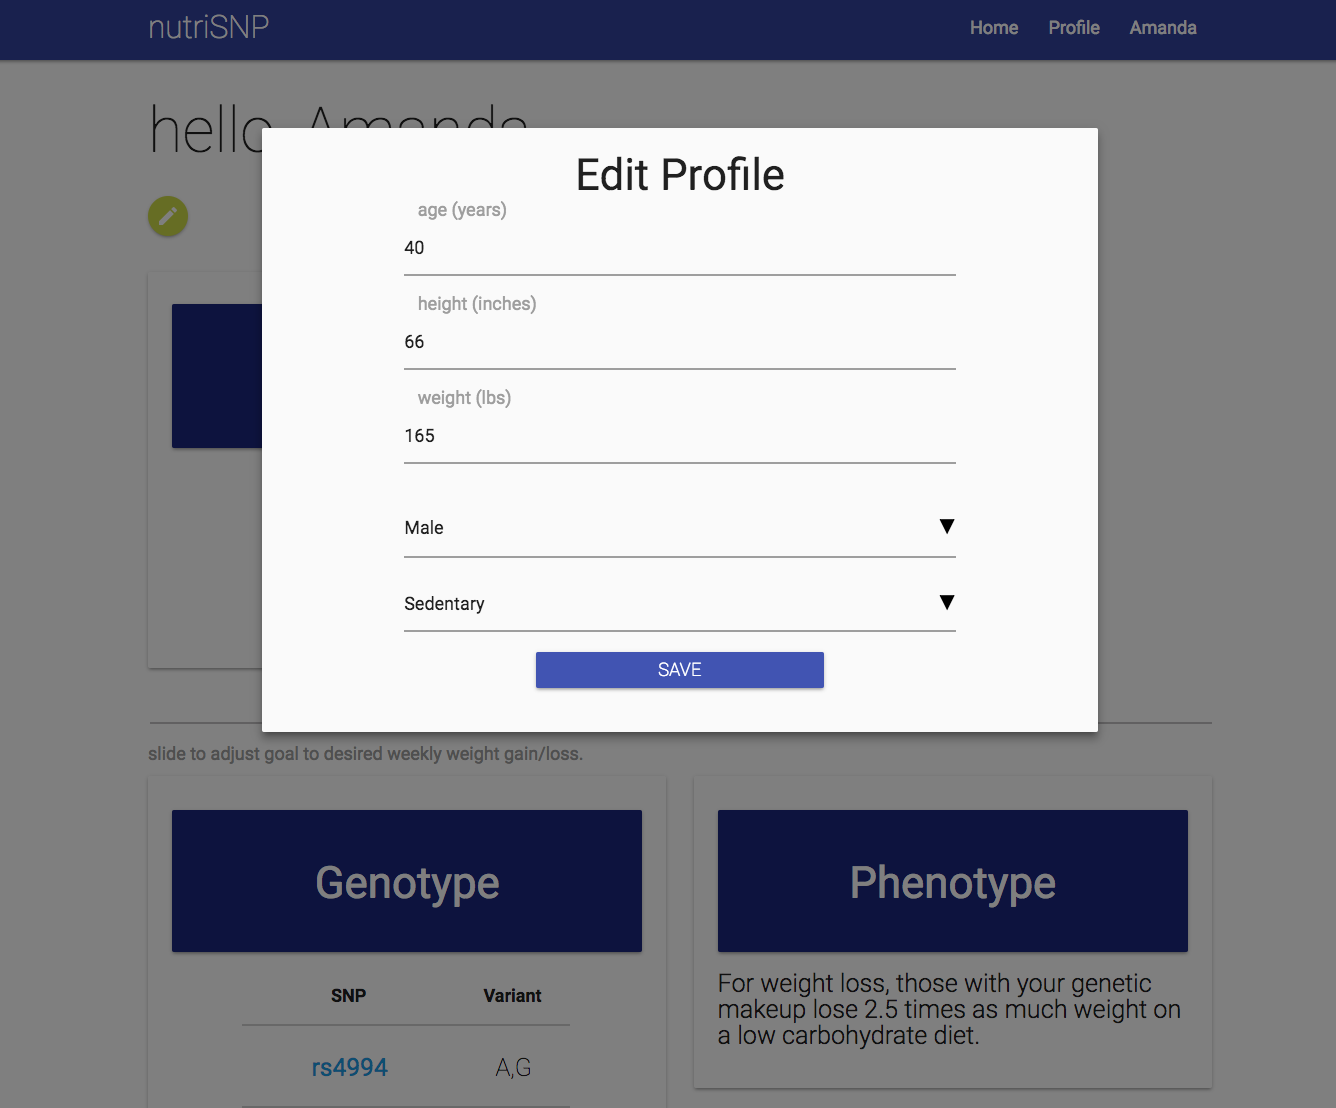 nutriSNP
Home Profile Amanda
hello, Amanda
Edit Profile
age (years)
40
height (inches)
66
weight (lbs)
165
Male
Sedentary
SAVE
slide to adjust goal to desired weekly weight gain/loss.
Genotype
SNP Variant
rs4994 A,G
Phenotype
For weight loss, those with your genetic
makeup lose 2.5 times as much weight on
a low carbohydrate diet.